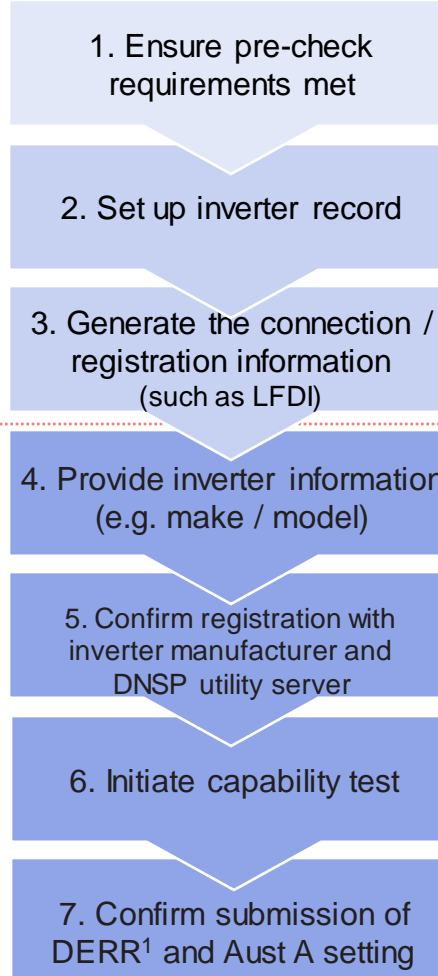 1. Ensure pre-check
requirements met
2. Set up inverter record
3. Generate the connection /
registration information
(such as LFDI)
4. Provide inverter information
(e.g. make / model)
5. Confirm registration with
inverter manufacturer and
DNSP utility server
6. Initiate capability test
7. Confirm submission of
DERR¹ and Aust A setting